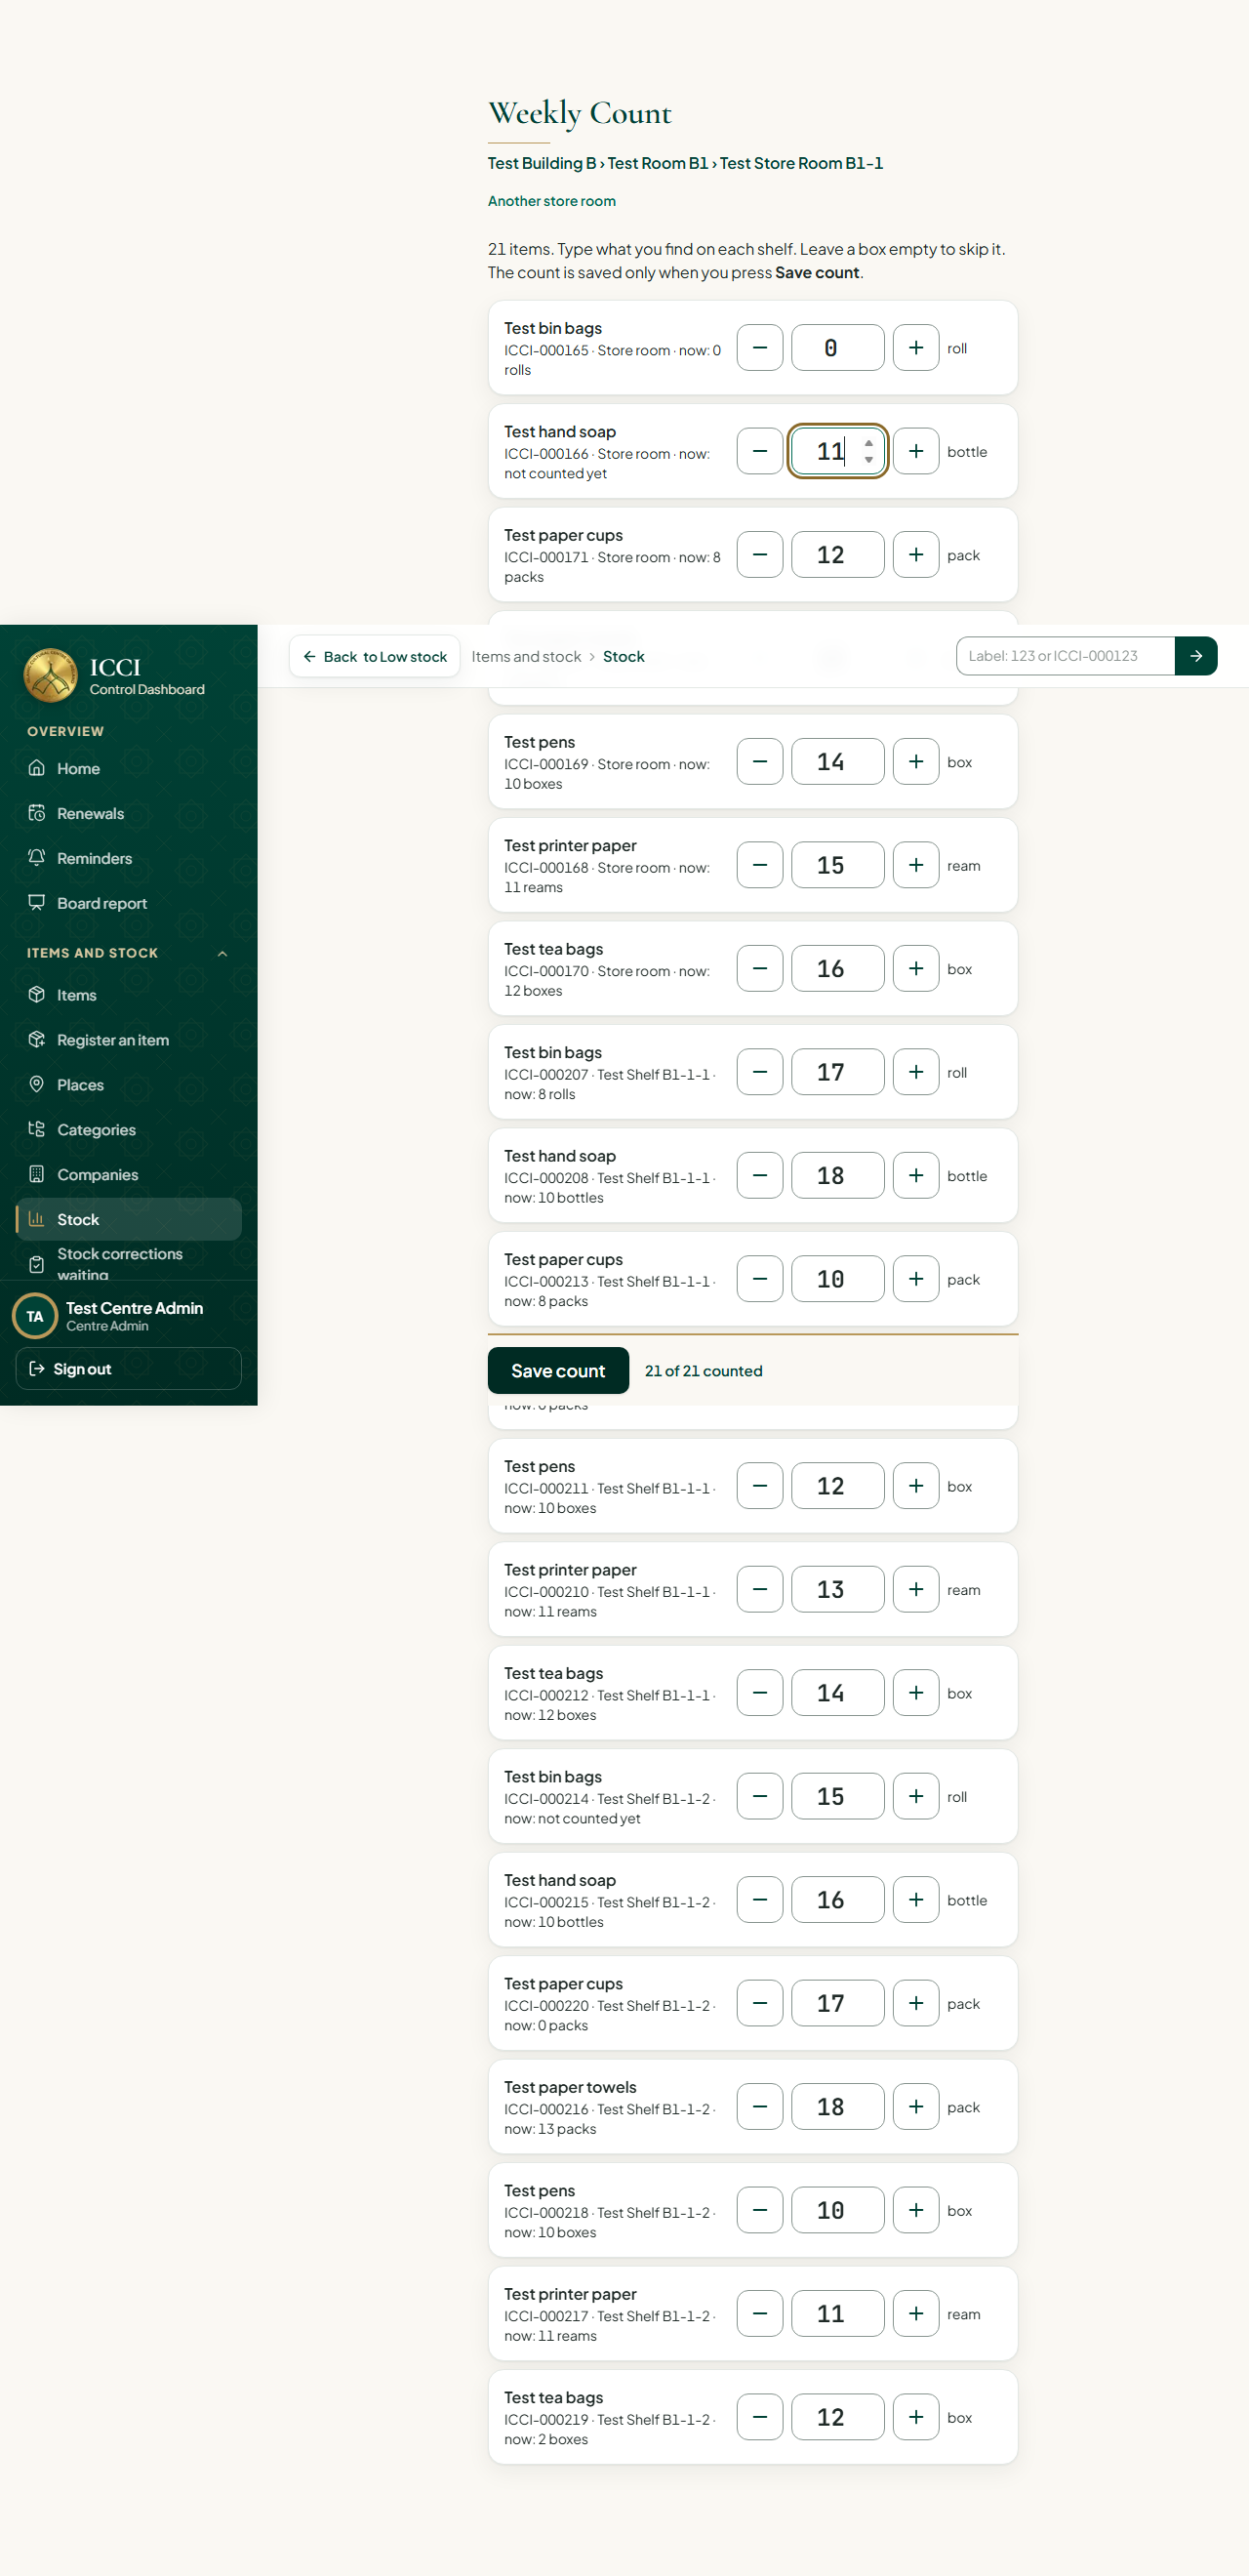 Weekly Count
Test Building B › Test Room B1 › Test Store Room B1-1
Another store room
21 items. Type what you find on each shelf. Leave a box empty to skip it.
The count is saved only when you press Save count.
Test bin bags
ICCI-000165 · Store room · now: 0
rolls
0
roll
Test hand soap
ICCI-000166 · Store room · now:
not counted yet
11
bottle
Test paper cups
ICCI-000171 · Store room · now: 8
packs
12
pack
ICCI
Control Dashboard
Back to Low stock
Items and stock › Stock
Label: 123 or ICCI-000123
OVERVIEW
Home
Renewals
Reminders
Board report
ITEMS AND STOCK
Items
Register an item
Places
Categories
Companies
Stock
Stock corrections
waiting
TA
Test Centre Admin
Centre Admin
Sign out
Test pens
ICCI-000169 · Store room · now:
10 boxes
14
box
Test printer paper
ICCI-000168 · Store room · now:
11 reams
15
ream
Test tea bags
ICCI-000170 · Store room · now:
12 boxes
16
box
Test bin bags
ICCI-000207 · Test Shelf B1-1-1 ·
now: 8 rolls
17
roll
Test hand soap
ICCI-000208 · Test Shelf B1-1-1 ·
now: 10 bottles
18
bottle
Test paper cups
ICCI-000213 · Test Shelf B1-1-1 ·
now: 8 packs
10
pack
Save count
21 of 21 counted
Test pens
ICCI-000211 · Test Shelf B1-1-1 ·
now: 10 boxes
12
box
Test printer paper
ICCI-000210 · Test Shelf B1-1-1 ·
now: 11 reams
13
ream
Test tea bags
ICCI-000212 · Test Shelf B1-1-1 ·
now: 12 boxes
14
box
Test bin bags
ICCI-000214 · Test Shelf B1-1-2 ·
now: not counted yet
15
roll
Test hand soap
ICCI-000215 · Test Shelf B1-1-2 ·
now: 10 bottles
16
bottle
Test paper cups
ICCI-000220 · Test Shelf B1-1-2 ·
now: 0 packs
17
pack
Test paper towels
ICCI-000216 · Test Shelf B1-1-2 ·
now: 13 packs
18
pack
Test pens
ICCI-000218 · Test Shelf B1-1-2 ·
now: 10 boxes
10
box
Test printer paper
ICCI-000217 · Test Shelf B1-1-2 ·
now: 11 reams
11
ream
Test tea bags
ICCI-000219 · Test Shelf B1-1-2 ·
now: 2 boxes
12
box